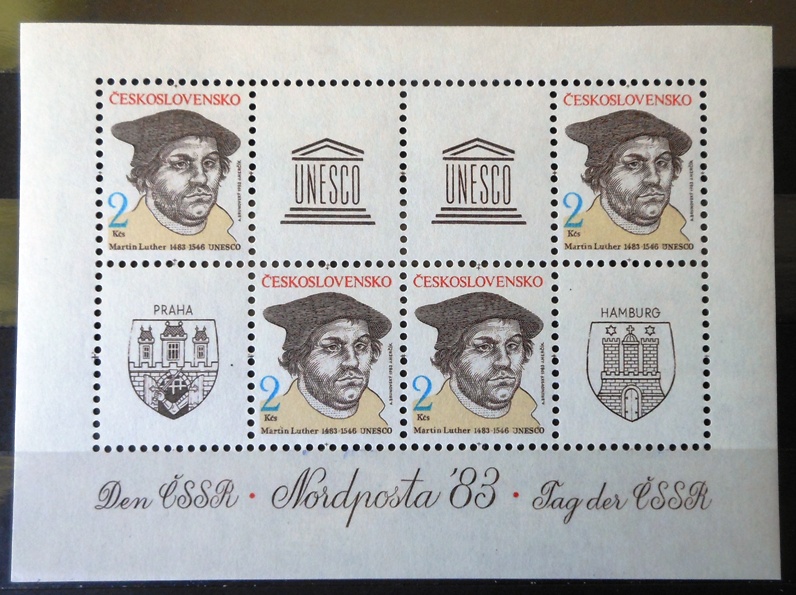 ČESKOSLOVENSKO
2
Kčs
Martin Luther 1483-1546 UNESCO
UNESCO
UNESCO
ČESKOSLOVENSKO
2
Kčs
Martin Luther 1483-1546 UNESCO
PRAHA
ČESKOSLOVENSKO
2
Kčs
Martin Luther 1483-1546 UNESCO
ČESKOSLOVENSKO
2
Kčs
Martin Luther 1483-1546 UNESCO
HAMBURG
Den ČSSR • Nordposta '83 • Tag der ČSSR